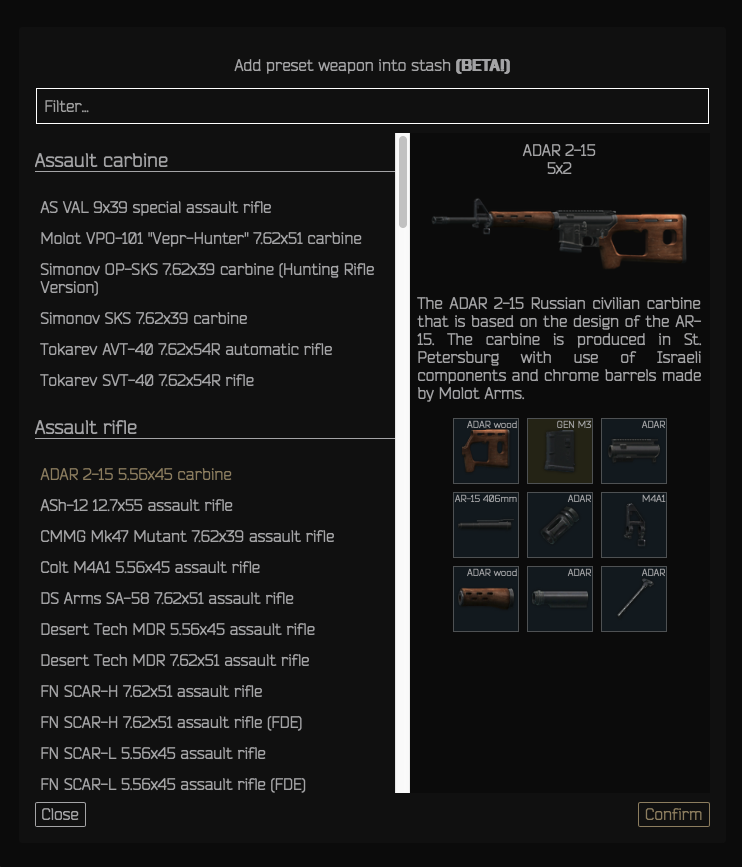 Add preset weapon into stash (BETA!)
Filter...
Assault carbine
AS VAL 9x39 special assault rifle
Molot VPO-101 "Vepr-Hunter" 7.62x51 carbine
Simonov OP-SKS 7.62x39 carbine (Hunting Rifle
Version)
Simonov SKS 7.62x39 carbine
Tokarev AVT-40 7.62x54R automatic rifle
Tokarev SVT-40 7.62x54R rifle
Assault rifle
ADAR 2-15 5.56x45 carbine
ASh-12 12.7x55 assault rifle
CMMG Mk47 Mutant 7.62x39 assault rifle
Colt M4A1 5.56x45 assault rifle
DS Arms SA-58 7.62x51 assault rifle
Desert Tech MDR 5.56x45 assault rifle
Desert Tech MDR 7.62x51 assault rifle
FN SCAR-H 7.62x51 assault rifle
FN SCAR-H 7.62x51 assault rifle (FDE)
FN SCAR-L 5.56x45 assault rifle
FN SCAR-L 5.56x45 assault rifle (FDE)
ADAR 2-15
5x2
The ADAR 2-15 Russian civilian carbine
that is based on the design of the AR-
15. The carbine is produced in St.
Petersburg with use of Israeli
components and chrome barrels made
by Molot Arms.
ADAR wood
GEN M3
ADAR
AR-15 406mm
ADAR
M4A1
ADAR wood
ADAR
ADAR
Close
Confirm